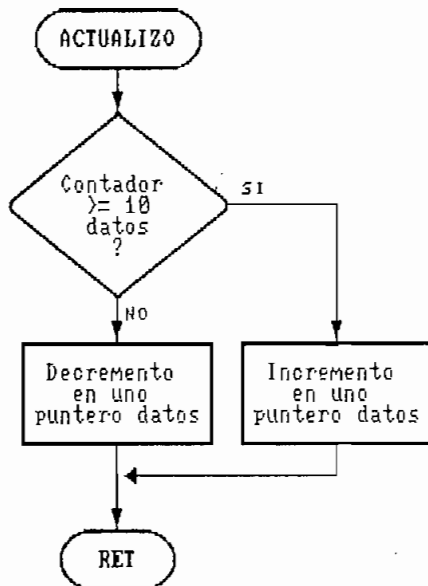 ACTUALIZO
Contador
>= 10
datos
?
SI
NO
Decremento
en uno
puntero datos
Incremento
en uno
puntero datos
RET